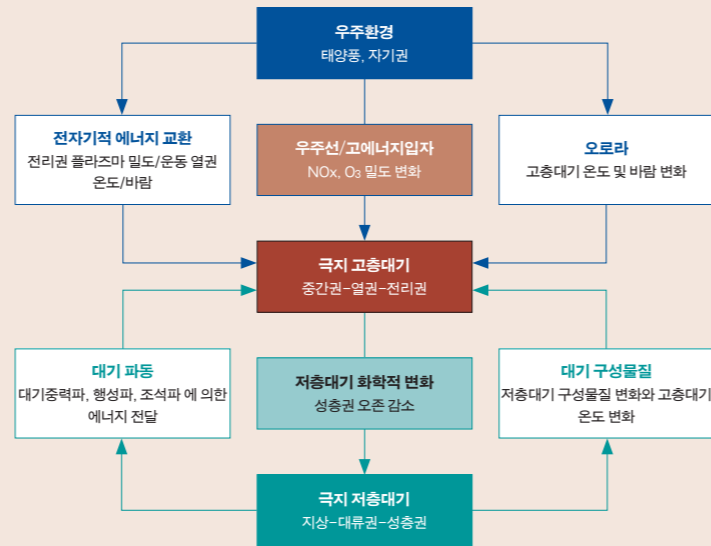 우주환경
태양풍, 자기권
전자기적 에너지 교환
전리권 플라즈마 밀도/운동 열권
온도/바람
우주선/고에너지입자
NOx, O₃ 밀도 변화
오로라
고층대기 온도 및 바람 변화
극지 고층대기
중간권-열권-전리권
대기 파동
대기중력파, 행성파, 조석파 에 의한
에너지 전달
저층대기 화학적 변화
성층권 오존 감소
대기 구성물질
저층대기 구성물질 변화와 고층대기
온도 변화
극지 저층대기
지상-대류권-성층권